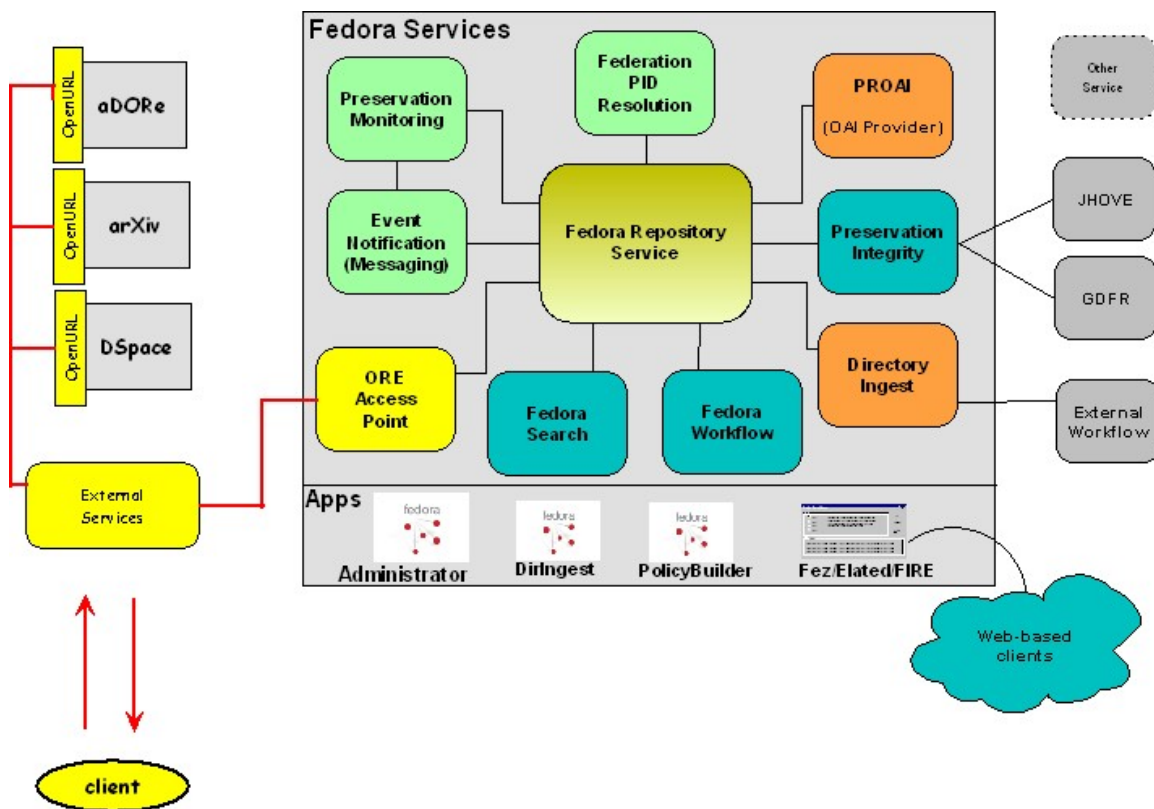 Fedora Services
OpenURL
aDORe
OpenURL
arXiv
OpenURL
DSpace
External
Services
client
Preservation
Monitoring
Federation
PID
Resolution
PROAI
(OAI Provider)
Event
Notification
(Messaging)
Fedora Repository
Service
Preservation
Integrity
ORE
Access
Point
Fedora
Search
Fedora
Workflow
Directory
Ingest
Other
Service
JHOVE
GDFR
External
Workflow
Apps
fedora
Administrator
fedora
DirIngest
fedora
PolicyBuilder
Fez/Elated/FIRE
Web-based
clients